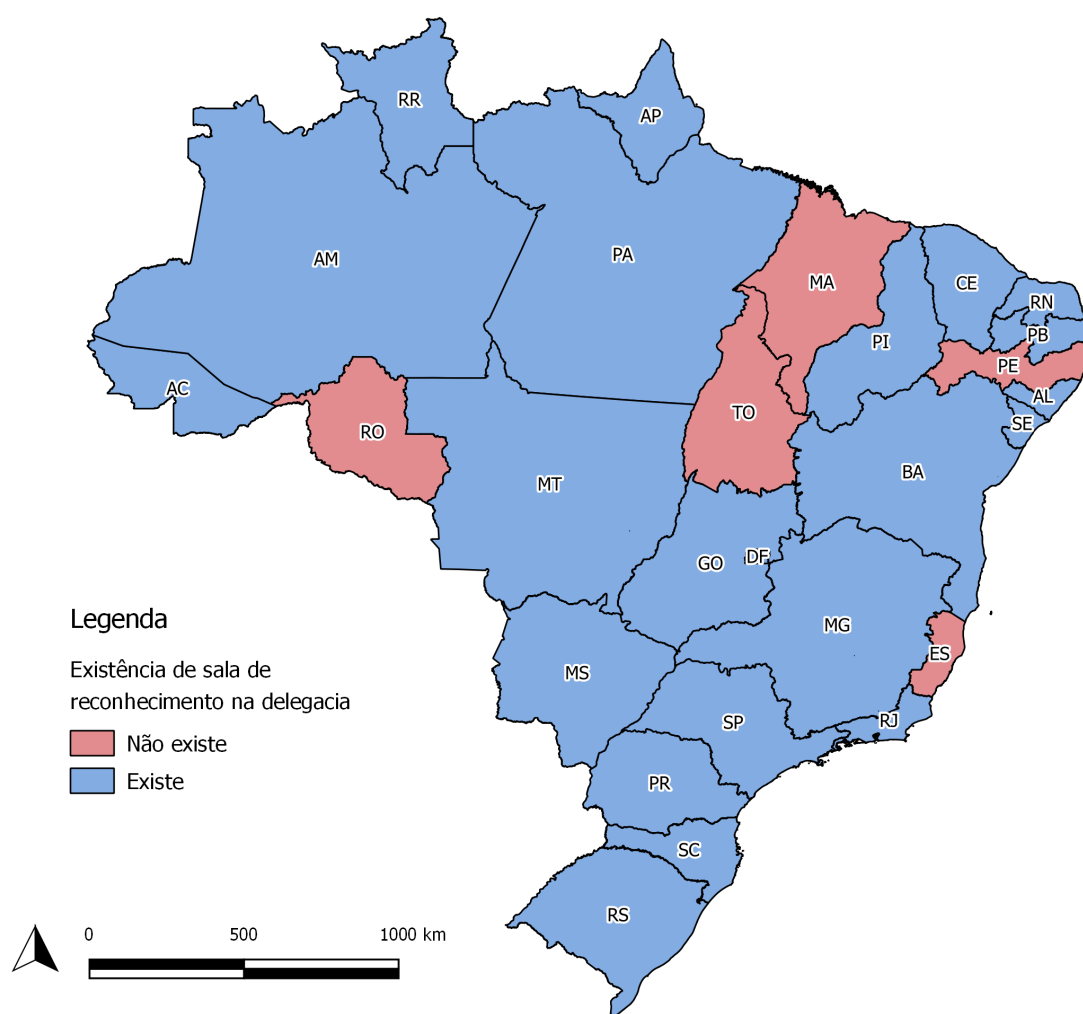 RR
AP
AM
PA
MA
CE
RN
PB
PI
PE
AL
AC
SE
TO
RO
BA
MT
GO
DF
MG
ES
MS
SP
RJ
PR
SC
RS
Legenda
Existência de sala de
reconhecimento na delegacia
Não existe
Existe
0 500 1000 km